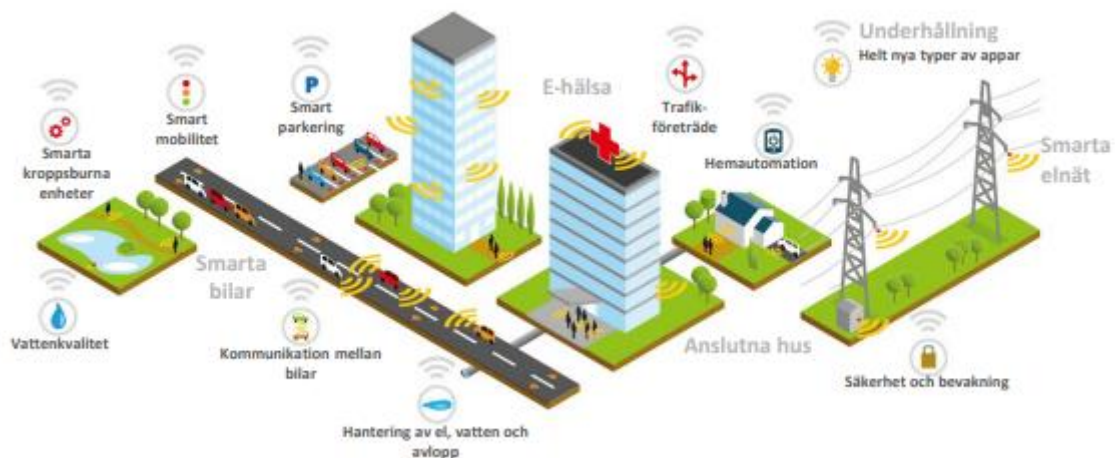 Underhållning
Helt nya typer av appar
Smarta
kroppsburna
enheter
Smart
mobilitet
P
Smart
parkering
E-hälsa
Trafik-
företräde
Hemautomation
Smarta
elnät
Smarta
bilar
Vattenkvalitet
Kommunikation mellan
bilar
Anslutna hus
Säkerhet och bevakning
Hantering av el, vatten och
avlopp